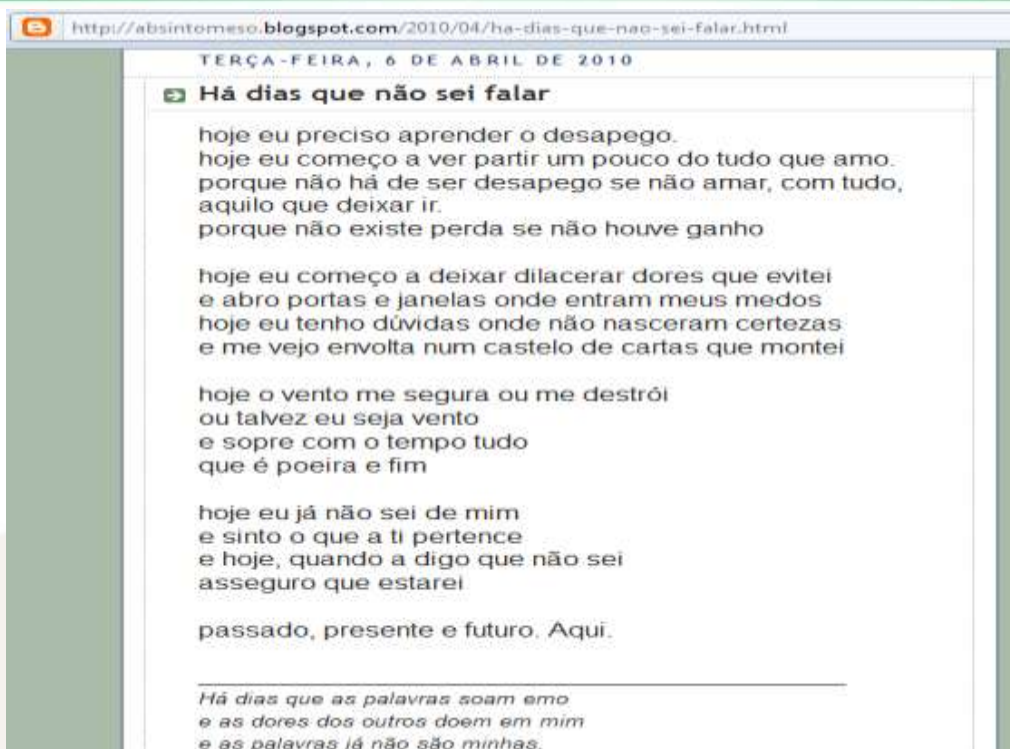 http://absintomeso.blogspot.com/2010/04/ha-dias-que-nao-sei-falar.html
TERÇA-FEIRA, 6 DE ABRIL DE 2010
Há dias que não sei falar
hoje eu preciso aprender o desapego.
hoje eu começo a ver partir um pouco do tudo que amo.
porque não há de ser desapego se não amar, com tudo,
aquilo que deixar ir.
porque não existe perda se não houve ganho
hoje eu começo a deixar dilacerar dores que evitei
e abro portas e janelas onde entram meus medos
hoje eu tenho dúvidas onde não nasceram certezas
e me vejo envolta num castelo de cartas que montei
hoje o vento me segura ou me destrói
ou talvez eu seja vento
e sopre com o tempo tudo
que é poeira e fim
hoje eu já não sei de mim
e sinto o que a ti pertence
e hoje, quando a digo que não sei
asseguro que estarei
passado, presente e futuro. Aqui.
Há dias que as palavras soam emo
e as dores dos outros doem em mim
e as palavras já não são minhas.